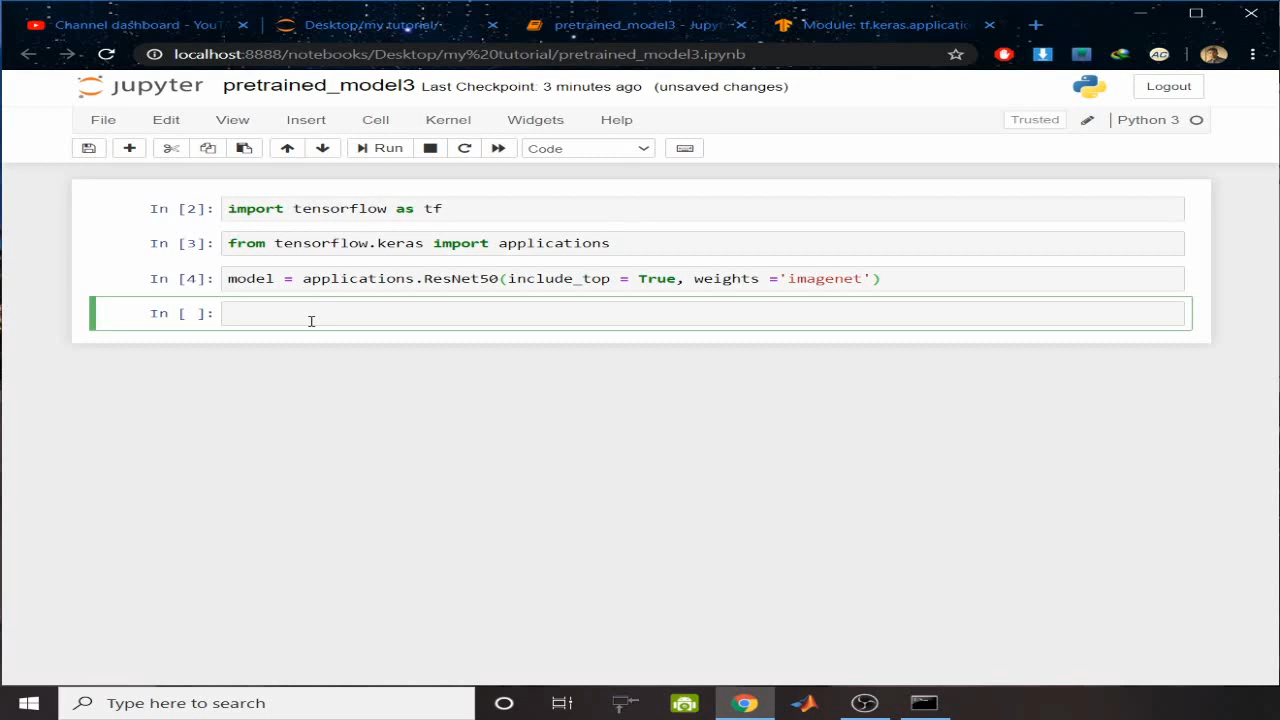 Channel dashboard - YouT
Desktop/my tutorial/
pretrained_model3 - Jupyt
Module: tf.keras.applicatio
localhost:8888/notebooks/Desktop/my%20tutorial/pretrained_model3.ipynb
AG
jupyter pretrained_model3 Last Checkpoint: 3 minutes ago (unsaved changes)
Logout
File Edit View Insert Cell Kernel Widgets Help
Trusted
Python 3
Run
Code
In [2]: import tensorflow as tf
In [3]: from tensorflow.keras import applications
In [4]: model = applications.ResNet50(include_top = True, weights ='imagenet')
In [ ]:
Type here to search